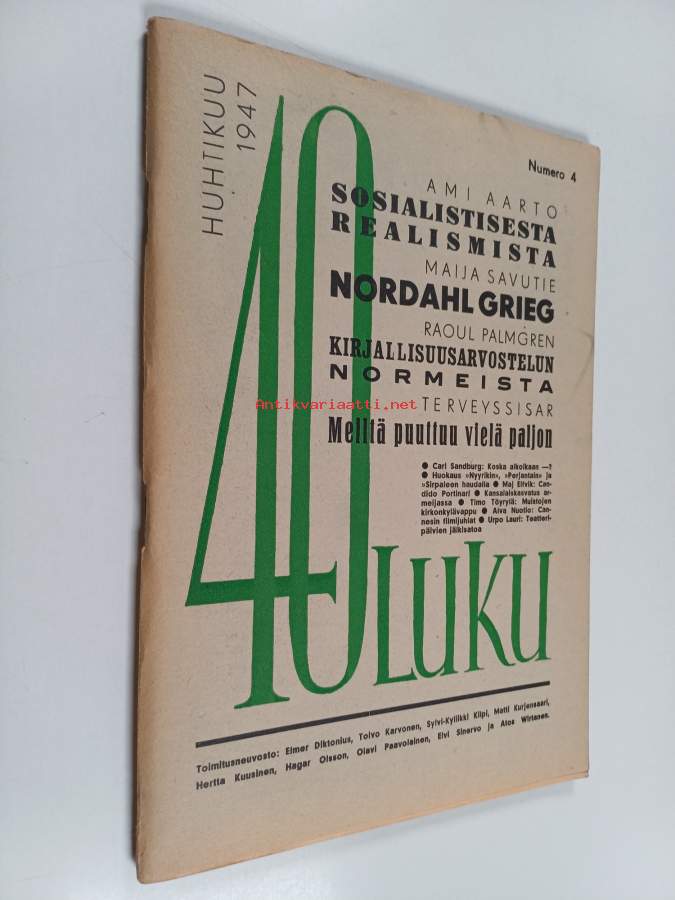 HUHTIKUU
1947
Numero 4
40
LUKU
AMI AARTO
SOSIALISTISESTA
REALISMISTA
MAIJA SAVUTIE
NORDAHL GRIEG
RAOUL PALMGREN
KIRJALLISUUSARVOSTELUN
NORMEISTA
TERVEYSSISAR
Meiltä puuttuu vielä paljon
● Carl Sandburg: Koska aikoikaan —?
● Huokaus »Nyyrikin», »Perjantain» ja
»Sirpaleen haudalla ● Maj Ellvik: Can-
dido Portinari ● Kansalaiskasvatus ar-
meijassa ● Timo Töyrylä: Muistojen
kirkonkylävappu ● Aiva Nuotio: Can-
nesin filmijuhlat ● Urpo Lauri: Teatteri-
päivien jälkisatoa
Toimitusneuvosto: Elmer Diktonius, Toivo Karvonen, Sylvi-Kyllikki Kilpi, Matti Kurjensaari,
Hertta Kuusinen, Hagar Olsson, Olavi Paavolainen, Elvi Sinervo ja Atos Wirtanen.
Antikvariaatti.net